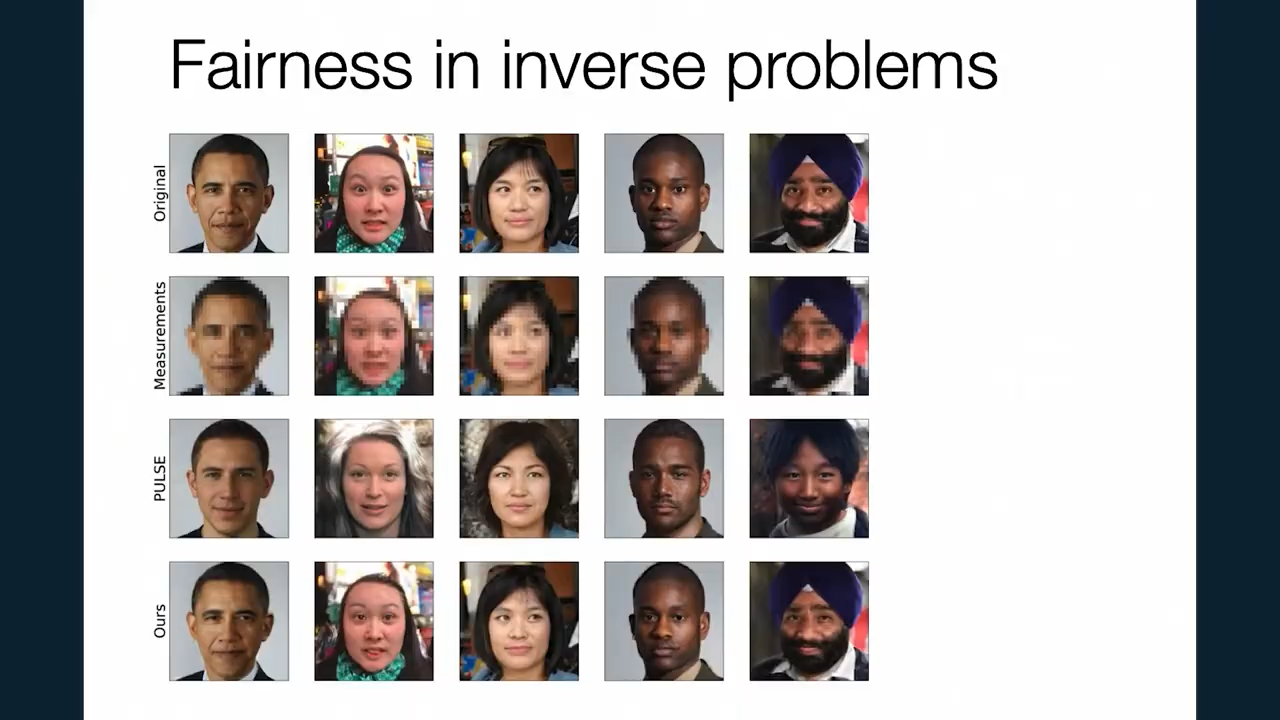 Fairness in inverse problems
Original
Measurements
PULSE
Ours